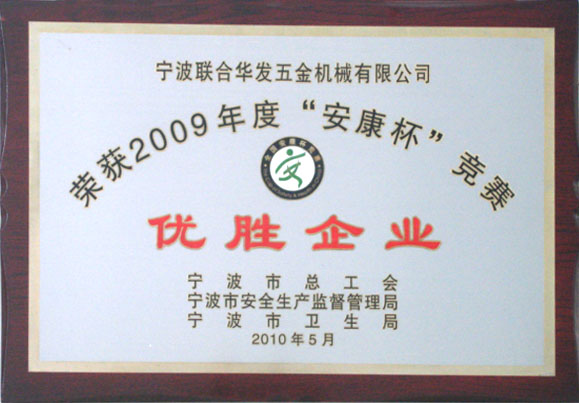 宁波联合华发五金机械有限公司
荣获2009年度“安康杯”竞赛
优胜企业
宁波市总工会
宁波市安全生产监督管理局
宁波市卫生局
2010年5月